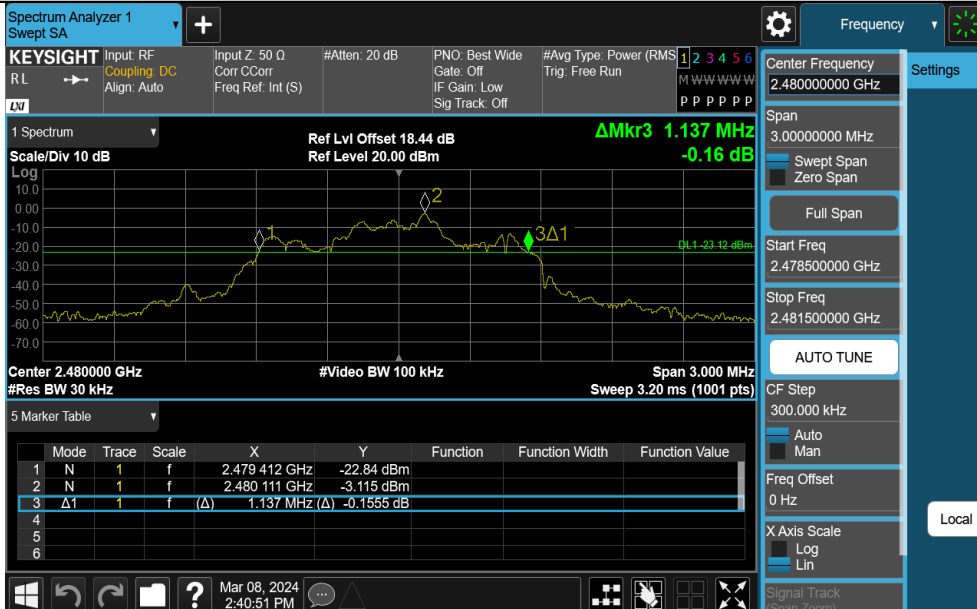 Spectrum Analyzer 1
Swept SA
+
Frequency
KEYSIGHT
RL
LXI
Input: RF
Coupling: DC
Align: Auto
Input Z: 50 Ω
Corr CCorr
Freq Ref: Int (S)
#Atten: 20 dB
PNO: Best Wide
Gate: Off
IF Gain: Low
Sig Track: Off
#Avg Type: Power (RMS
Trig: Free Run
1 2 3 4 5 6
M W W W W W
P P P P P P
1 Spectrum
Scale/Div 10 dB
Log
Ref Lvl Offset 18.44 dB
Ref Level 20.00 dBm
ΔMkr3 1.137 MHz
-0.16 dB
10.0
0.00
-10.0
-20.0
-30.0
-40.0
-50.0
-60.0
-70.0
1
2
3Δ1
DL1 -23.12 dBm
Center 2.480000 GHz
#Res BW 30 kHz
#Video BW 100 kHz
Span 3.000 MHz
Sweep 3.20 ms (1001 pts)
5 Marker Table
Mode Trace Scale X Y Function Function Width Function Value
1 N 1 f 2.479 412 GHz -22.84 dBm
2 N 1 f 2.480 111 GHz -3.115 dBm
3 Δ1 1 f (Δ) 1.137 MHz (Δ) -0.1555 dB
4
5
6
?
Mar 08, 2024
2:40:51 PM
Center Frequency
2.480000000 GHz
Span
3.00000000 MHz
Swept Span
Zero Span
Full Span
Start Freq
2.478500000 GHz
Stop Freq
2.481500000 GHz
AUTO TUNE
CF Step
300.000 kHz
Auto
Man
Freq Offset
0 Hz
X Axis Scale
Log
Lin
Signal Track
(Span Zoom)
Settings
Local